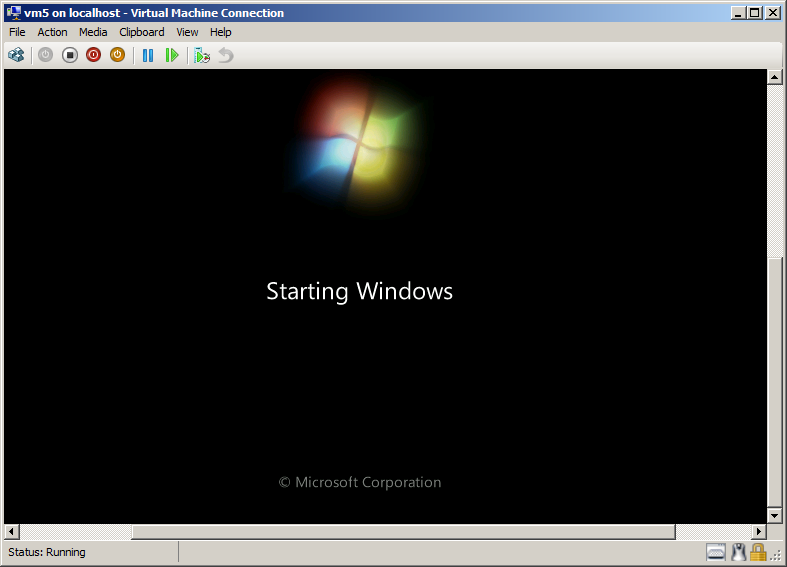 vm5 on localhost - Virtual Machine Connection
File Action Media Clipboard View Help
Starting Windows
© Microsoft Corporation
Status: Running